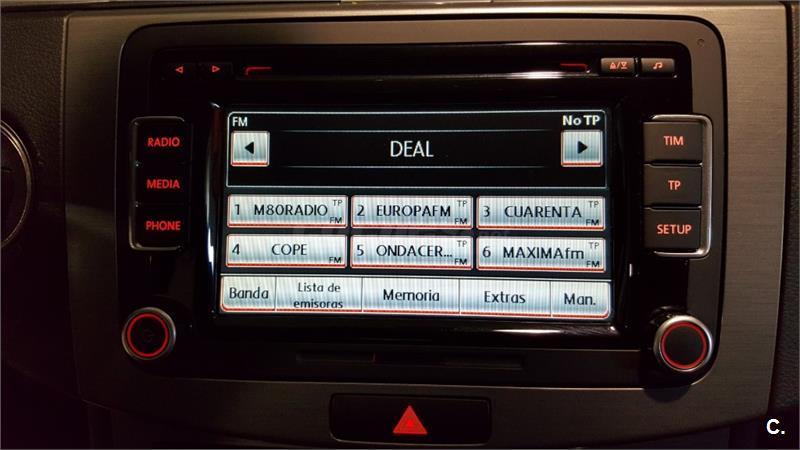 FM No TP
DEAL
RADIO
MEDIA
PHONE
TIM
TP
SETUP
1 M80RADIO TP FM
2 EUROPAFM TP FM
3 CUARENTA TP FM
4 COPE FM
5 ONDACER... TP FM
6 MAXIMAfm TP FM
Banda
Lista de
emisoras
Memoria
Extras
Man.
C.